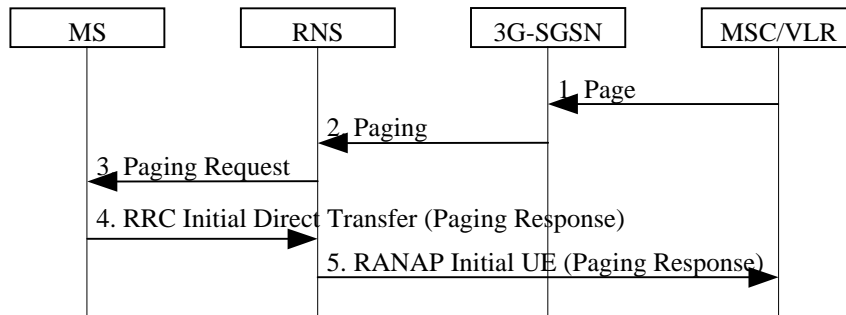 MS
RNS
3G-SGSN
MSC/VLR
1. Page
2. Paging
3. Paging Request
4. RRC Initial Direct Transfer (Paging Response)
5. RANAP Initial UE (Paging Response)